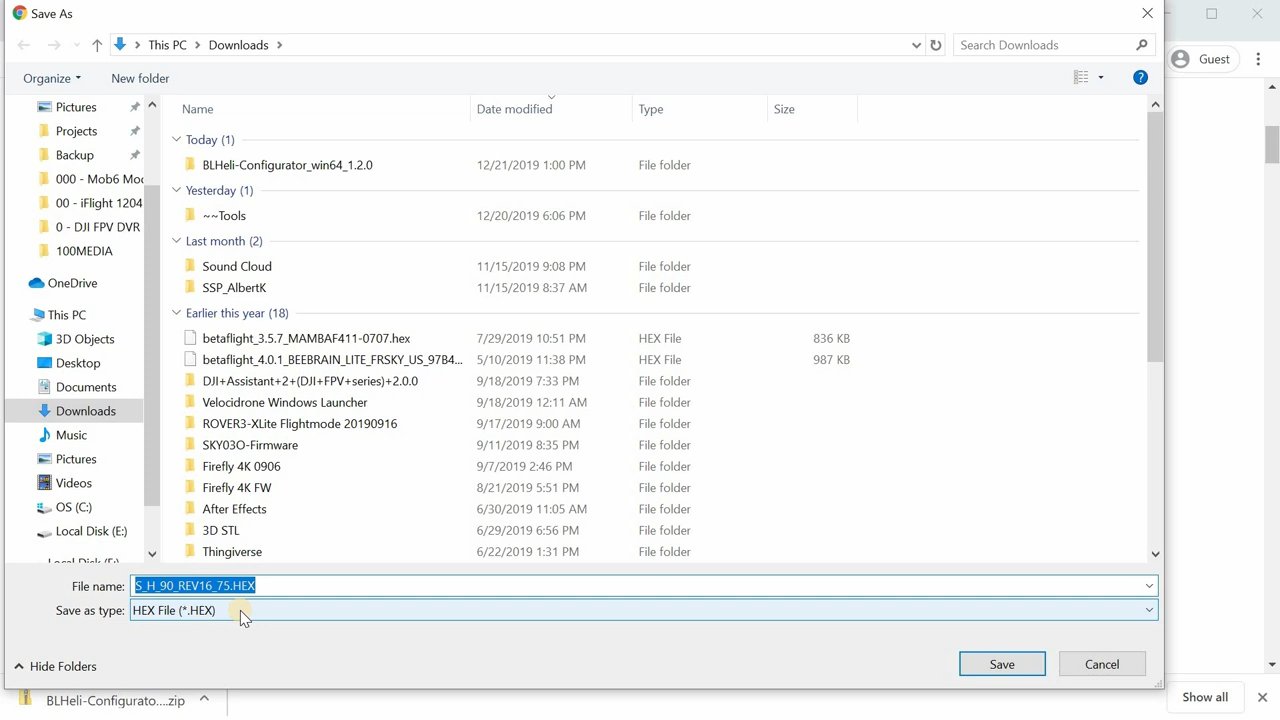 Save As
This PC > Downloads >
Search Downloads
Guest
Organize
New folder
?
Pictures
Projects
Backup
000 - Mob6 Moc
00 - iFlight 1204
0 - DJI FPV DVR
100MEDIA
OneDrive
This PC
3D Objects
Desktop
Documents
Downloads
Music
Pictures
Videos
OS (C:)
Local Disk (E:)
Name Date modified Type Size
Today (1)
BLHeli-Configurator_win64_1.2.0 12/21/2019 1:00 PM File folder
Yesterday (1)
~~Tools 12/20/2019 6:06 PM File folder
Last month (2)
Sound Cloud 11/15/2019 9:08 PM File folder
SSP_AlbertK 11/15/2019 8:37 AM File folder
Earlier this year (18)
betaflight_3.5.7_MAMBAF411-0707.hex 7/29/2019 10:51 PM HEX File 836 KB
betaflight_4.0.1_BEEBRAIN_LITE_FRSKY_US_97B4... 5/10/2019 11:38 PM HEX File 987 KB
DJI+Assistant+2+(DJI+FPV+series)+2.0.0 9/18/2019 7:33 PM File folder
Velocidrone Windows Launcher 9/18/2019 12:11 AM File folder
ROVER3-XLite Flightmode 20190916 9/17/2019 9:00 AM File folder
SKY03O-Firmware 9/11/2019 8:35 PM File folder
Firefly 4K 0906 9/7/2019 2:46 PM File folder
Firefly 4K FW 8/21/2019 5:51 PM File folder
After Effects 6/30/2019 11:05 AM File folder
3D STL 6/29/2019 6:56 PM File folder
Thingiverse 6/22/2019 1:31 PM File folder
File name: S_H_90_REV16_75.HEX
Save as type: HEX File (*.HEX)
Hide Folders
Save
Cancel
BLHeli-Configurato....zip
Show all